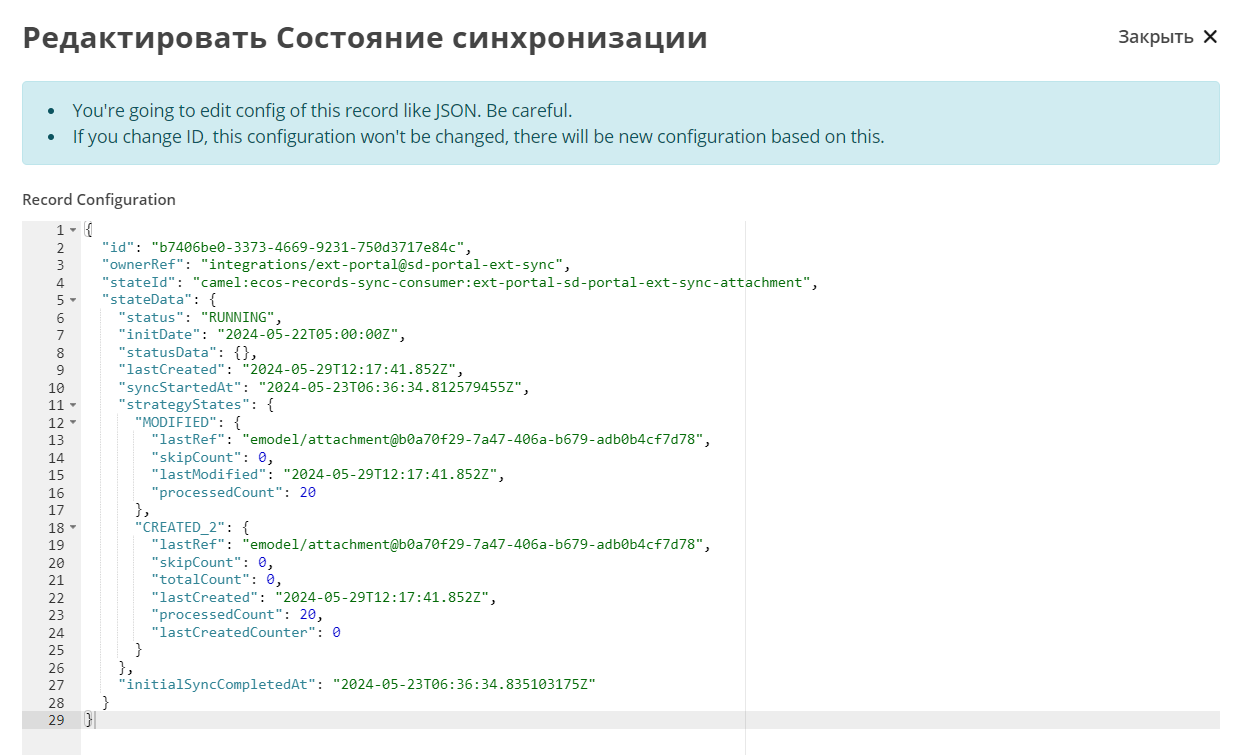 Редактировать Состояние синхронизации
Закрыть ✕
• You're going to edit config of this record like JSON. Be careful.
• If you change ID, this configuration won't be changed, there will be new configuration based on this.
Record Configuration
1 {
2 "id": "b7406be0-3373-4669-9231-750d3717e84c",
3 "ownerRef": "integrations/ext-portal@sd-portal-ext-sync",
4 "stateId": "camel:ecos-records-sync-consumer:ext-portal-sd-portal-ext-sync-attachment",
5 "stateData": {
6 "status": "RUNNING",
7 "initDate": "2024-05-22T05:00:00Z",
8 "statusData": {},
9 "lastCreated": "2024-05-29T12:17:41.852Z",
10 "syncStartedAt": "2024-05-23T06:36:34.812579455Z",
11 "strategyStates": {
12 "MODIFIED": {
13 "lastRef": "emodel/attachment@b0a70f29-7a47-406a-b679-adb0b4cf7d78",
14 "skipCount": 0,
15 "lastModified": "2024-05-29T12:17:41.852Z",
16 "processedCount": 20
17 },
18 "CREATED_2": {
19 "lastRef": "emodel/attachment@b0a70f29-7a47-406a-b679-adb0b4cf7d78",
20 "skipCount": 0,
21 "totalCount": 0,
22 "lastCreated": "2024-05-29T12:17:41.852Z",
23 "processedCount": 20,
24 "lastCreatedCounter": 0
25 }
26 },
27 "initialSyncCompletedAt": "2024-05-23T06:36:34.835103175Z"
28 }
29 }